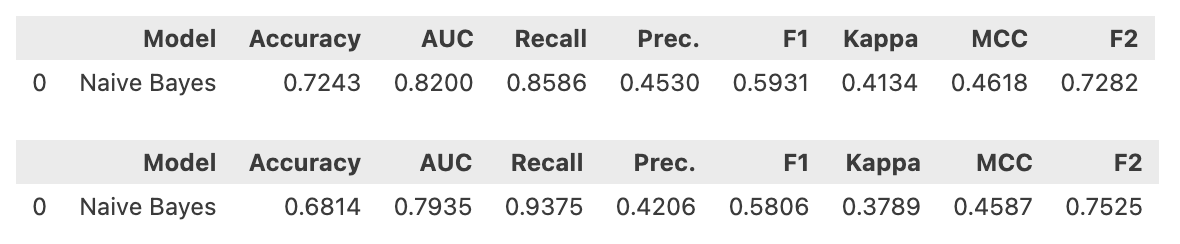 Model Accuracy AUC Recall Prec. F1 Kappa MCC F2
0 Naive Bayes 0.7243 0.8200 0.8586 0.4530 0.5931 0.4134 0.4618 0.7282
Model Accuracy AUC Recall Prec. F1 Kappa MCC F2
0 Naive Bayes 0.6814 0.7935 0.9375 0.4206 0.5806 0.3789 0.4587 0.7525